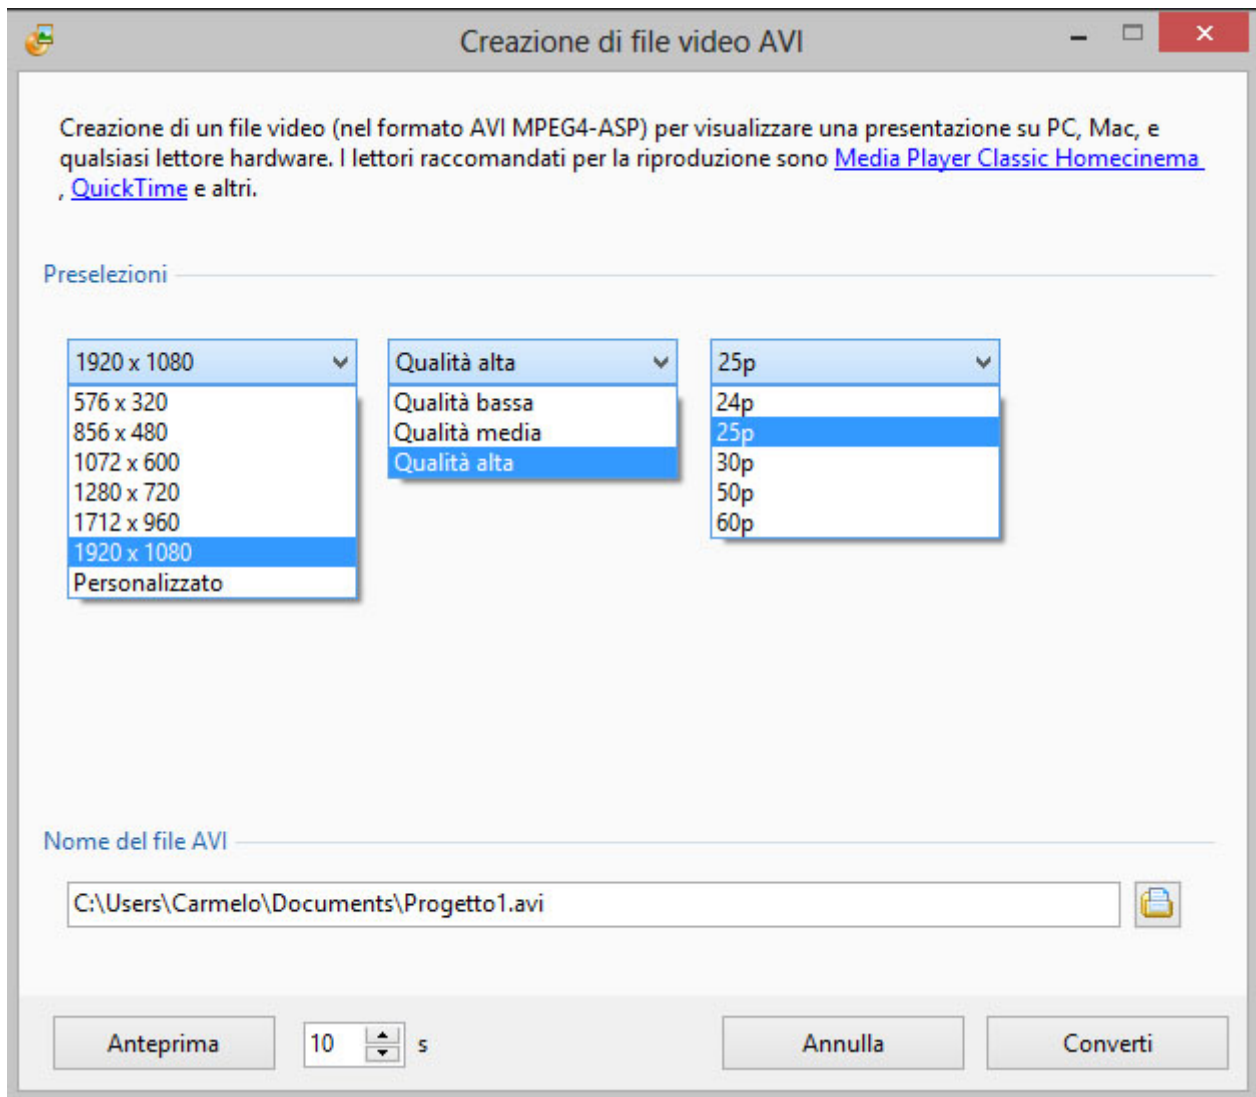 Creazione di file video AVI
Creazione di un file video (nel formato AVI MPEG4-ASP) per visualizzare una presentazione su PC, Mac, e
qualsiasi lettore hardware. I lettori raccomandati per la riproduzione sono Media Player Classic Homecinema
, QuickTime e altri.
Preselezioni
1920 x 1080
576 x 320
856 x 480
1072 x 600
1280 x 720
1712 x 960
1920 x 1080
Personalizzato
Qualità alta
Qualità bassa
Qualità media
Qualità alta
25p
24p
25p
30p
50p
60p
Nome del file AVI
C:\Users\Carmelo\Documents\Progetto1.avi
Anteprima 10 s Annulla Converti